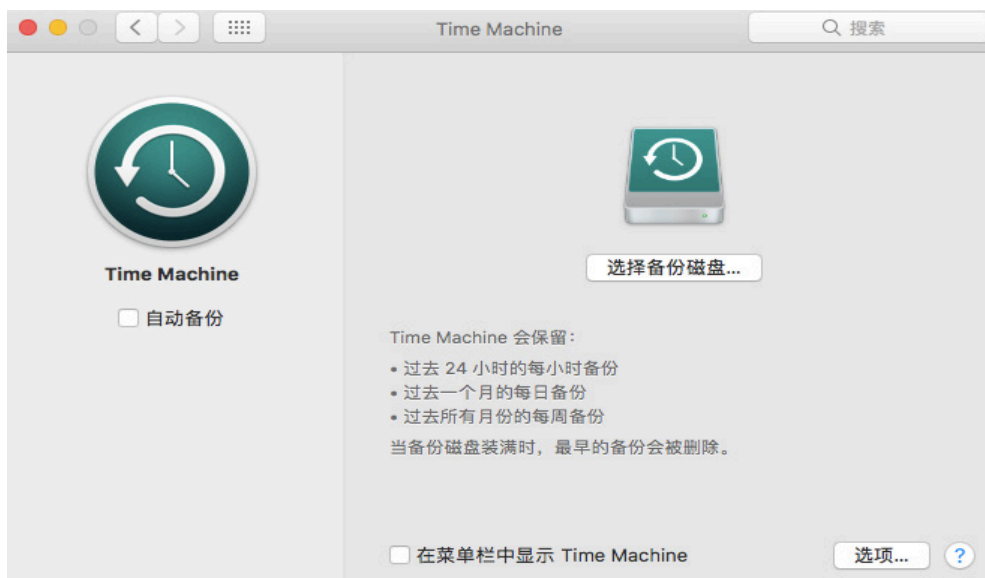 Time Machine
搜索
Time Machine
自动备份
选择备份磁盘...
Time Machine 会保留:
• 过去 24 小时的每小时备份
• 过去一个月的每日备份
• 过去所有月份的每周备份
当备份磁盘装满时，最早的备份会被删除。
在菜单栏中显示 Time Machine
选项...
?